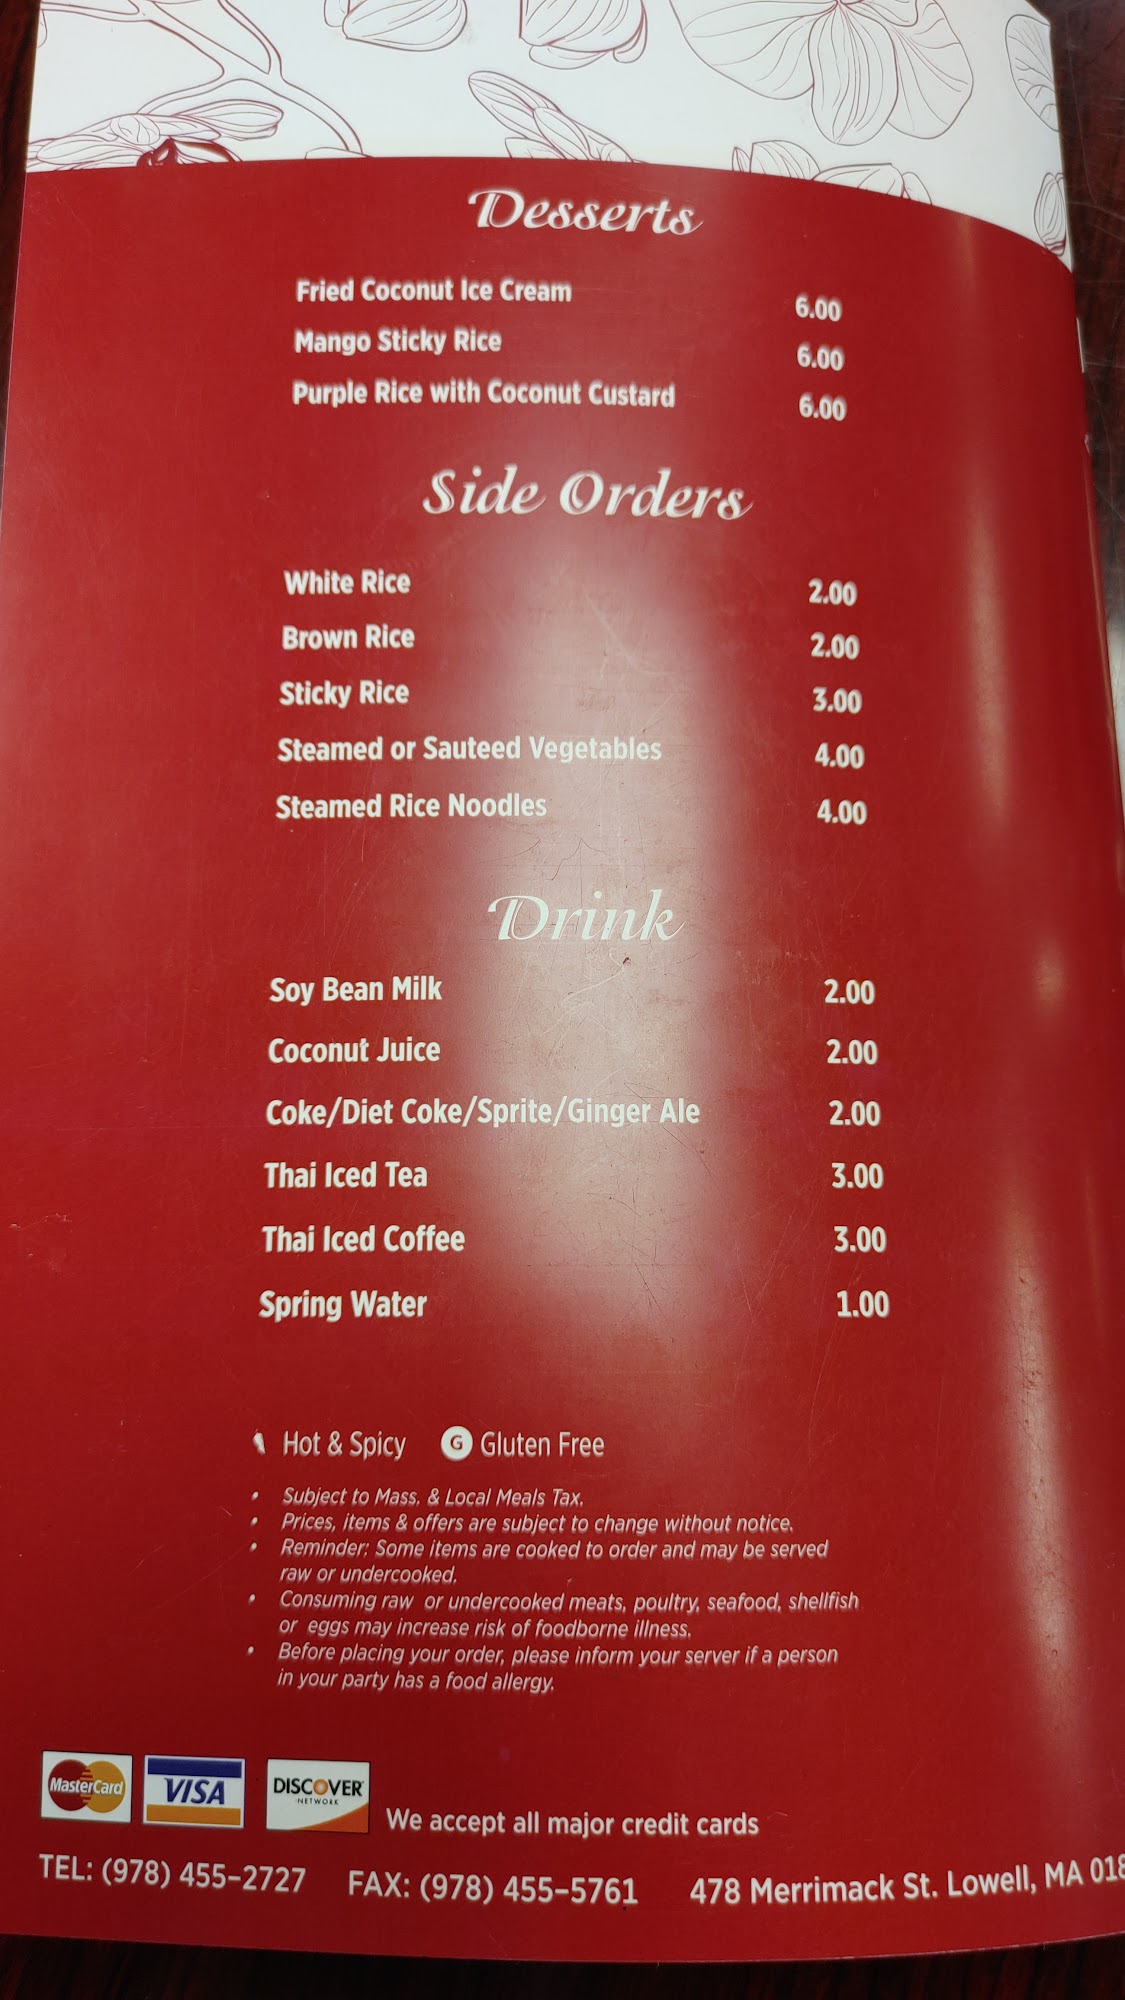 Desserts
Fried Coconut Ice Cream 6.00
Mango Sticky Rice 6.00
Purple Rice with Coconut Custard 6.00
Side Orders
White Rice 2.00
Brown Rice 2.00
Sticky Rice 3.00
Steamed or Sauteed Vegetables 4.00
Steamed Rice Noodles 4.00
Drink
Soy Bean Milk 2.00
Coconut Juice 2.00
Coke/Diet Coke/Sprite/Ginger Ale 2.00
Thai Iced Tea 3.00
Thai Iced Coffee 3.00
Spring Water 1.00
Hot & Spicy G Gluten Free
• Subject to Mass. & Local Meals Tax.
• Prices, items & offers are subject to change without notice.
• Reminder: Some items are cooked to order and may be served
raw or undercooked.
• Consuming raw or undercooked meats, poultry, seafood, shellfish
or eggs may increase risk of foodborne illness.
• Before placing your order, please inform your server if a person
in your party has a food allergy.
MasterCard VISA DISCOVER
NETWORK
We accept all major credit cards
TEL: (978) 455-2727 FAX: (978) 455-5761 478 Merrimack St. Lowell, MA